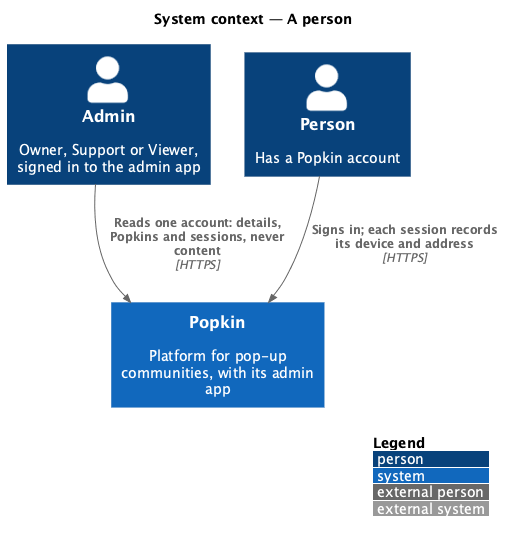 System context — A person
Admin
Owner, Support or Viewer,
signed in to the admin app
Person
Has a Popkin account
Reads one account: details,
Popkins and sessions, never
content
[HTTPS]
Signs in; each session records
its device and address
[HTTPS]
Popkin
Platform for pop-up
communities, with its admin
app
Legend
person
system
external person
external system